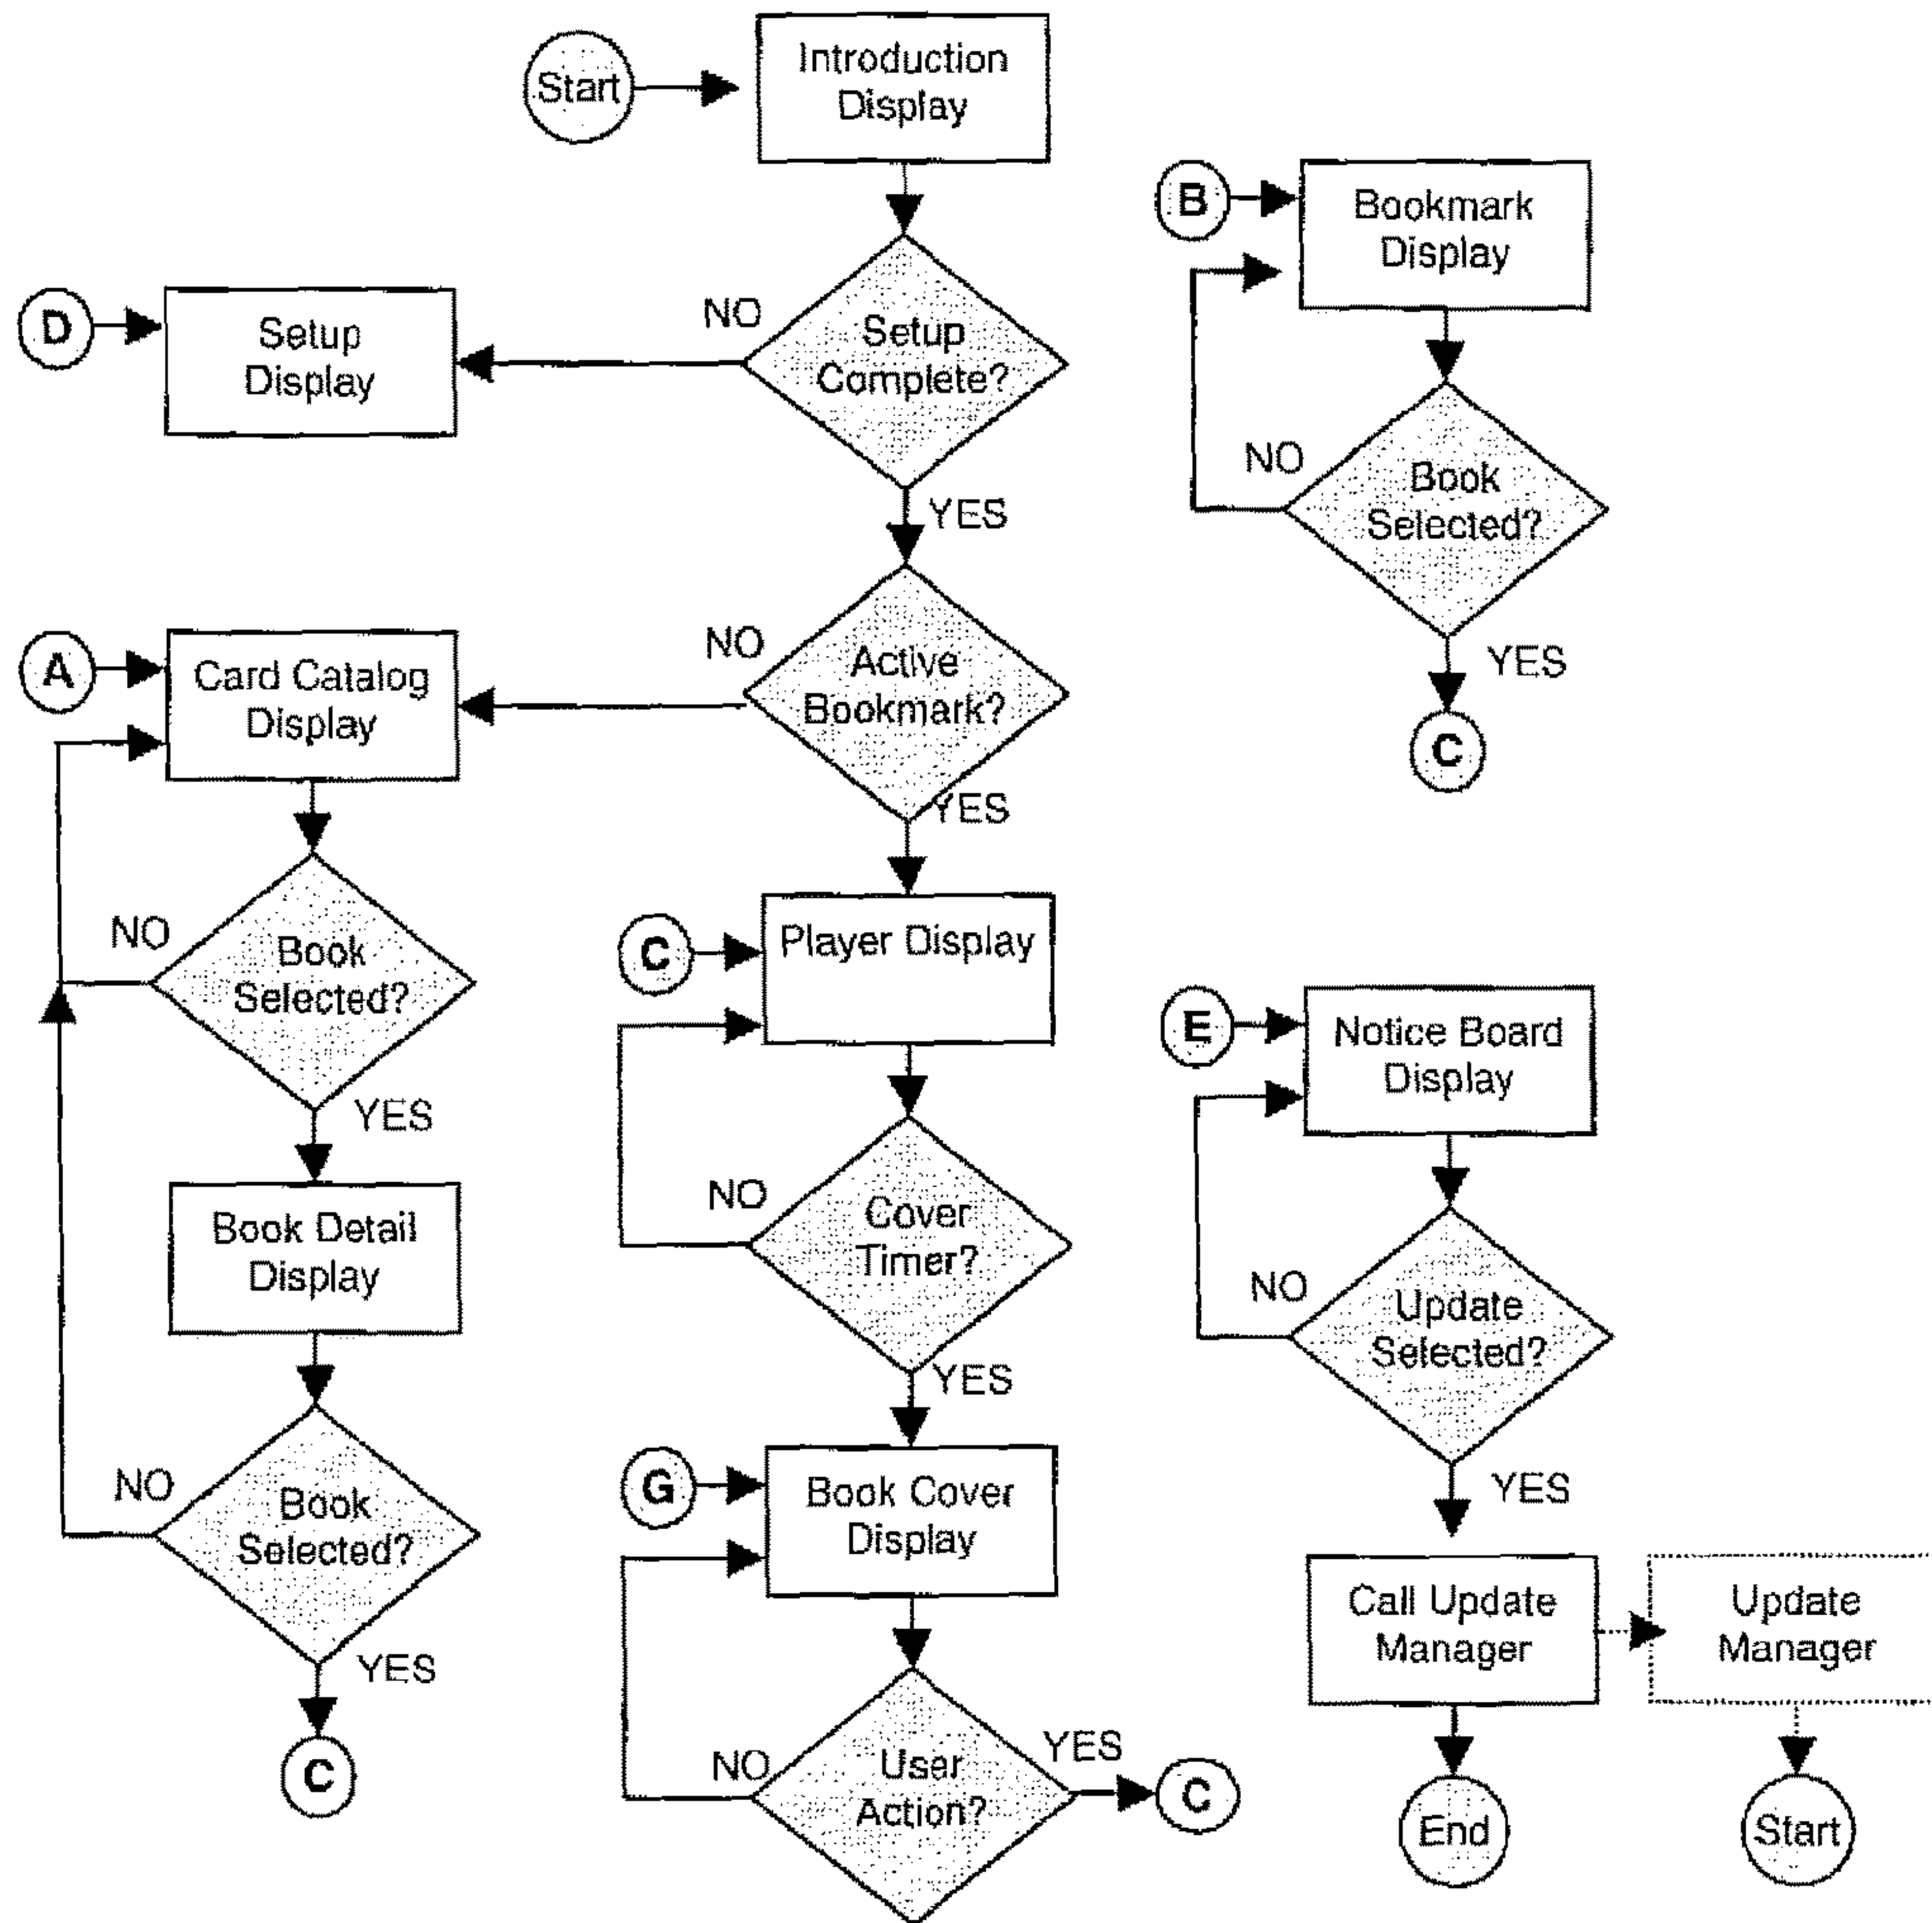 Start
Introduction
Display
B
Bookmark
Display
D
Setup
Display
NO
Setup
Complete?
YES
NO
Book
Selected?
YES
C
A
Card Catalog
Display
NO
Active
Bookmark?
YES
NO
Book
Selected?
YES
C
Player Display
E
Notice Board
Display
Book Detail
Display
NO
Cover
Timer?
YES
NO
Update
Selected?
YES
NO
Book
Selected?
YES
C
G
Book Cover
Display
NO
User
Action?
YES
C
Call Update
Manager
Update
Manager
End
Start